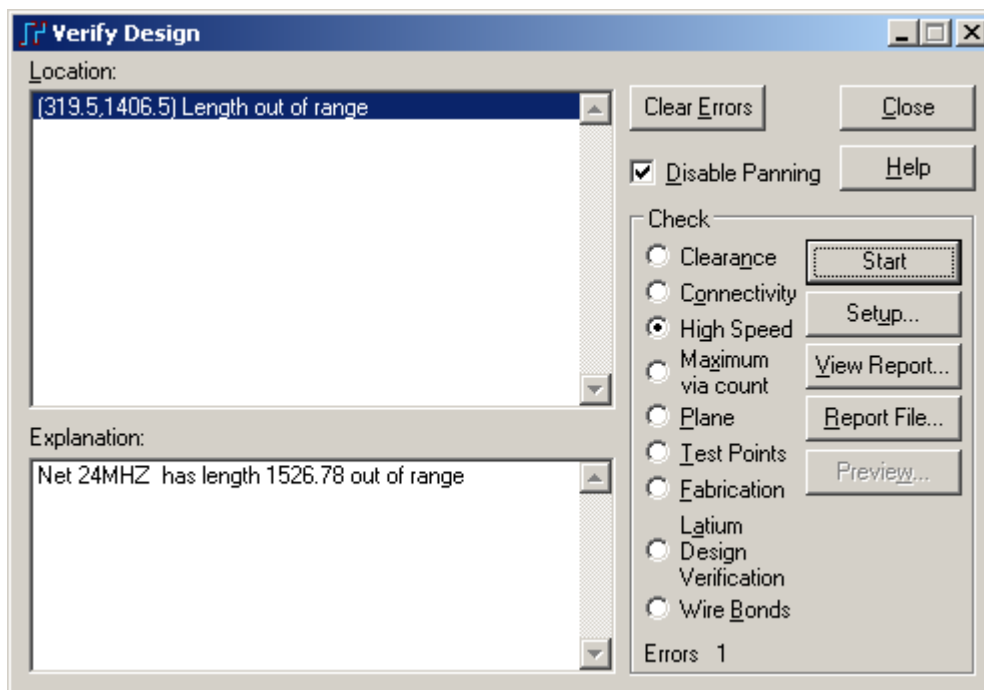 Verify Design
Location:
(319.5,1406.5) Length out of range
Explanation:
Net 24MHZ  has length 1526.78 out of range
Clear Errors
Close
Disable Panning
Help
Check
Clearance
Connectivity
High Speed
Maximum
via count
Plane
Test Points
Fabrication
Latium
Design
Verification
Wire Bonds
Start
Setup...
View Report...
Report File...
Preview...
Errors 1